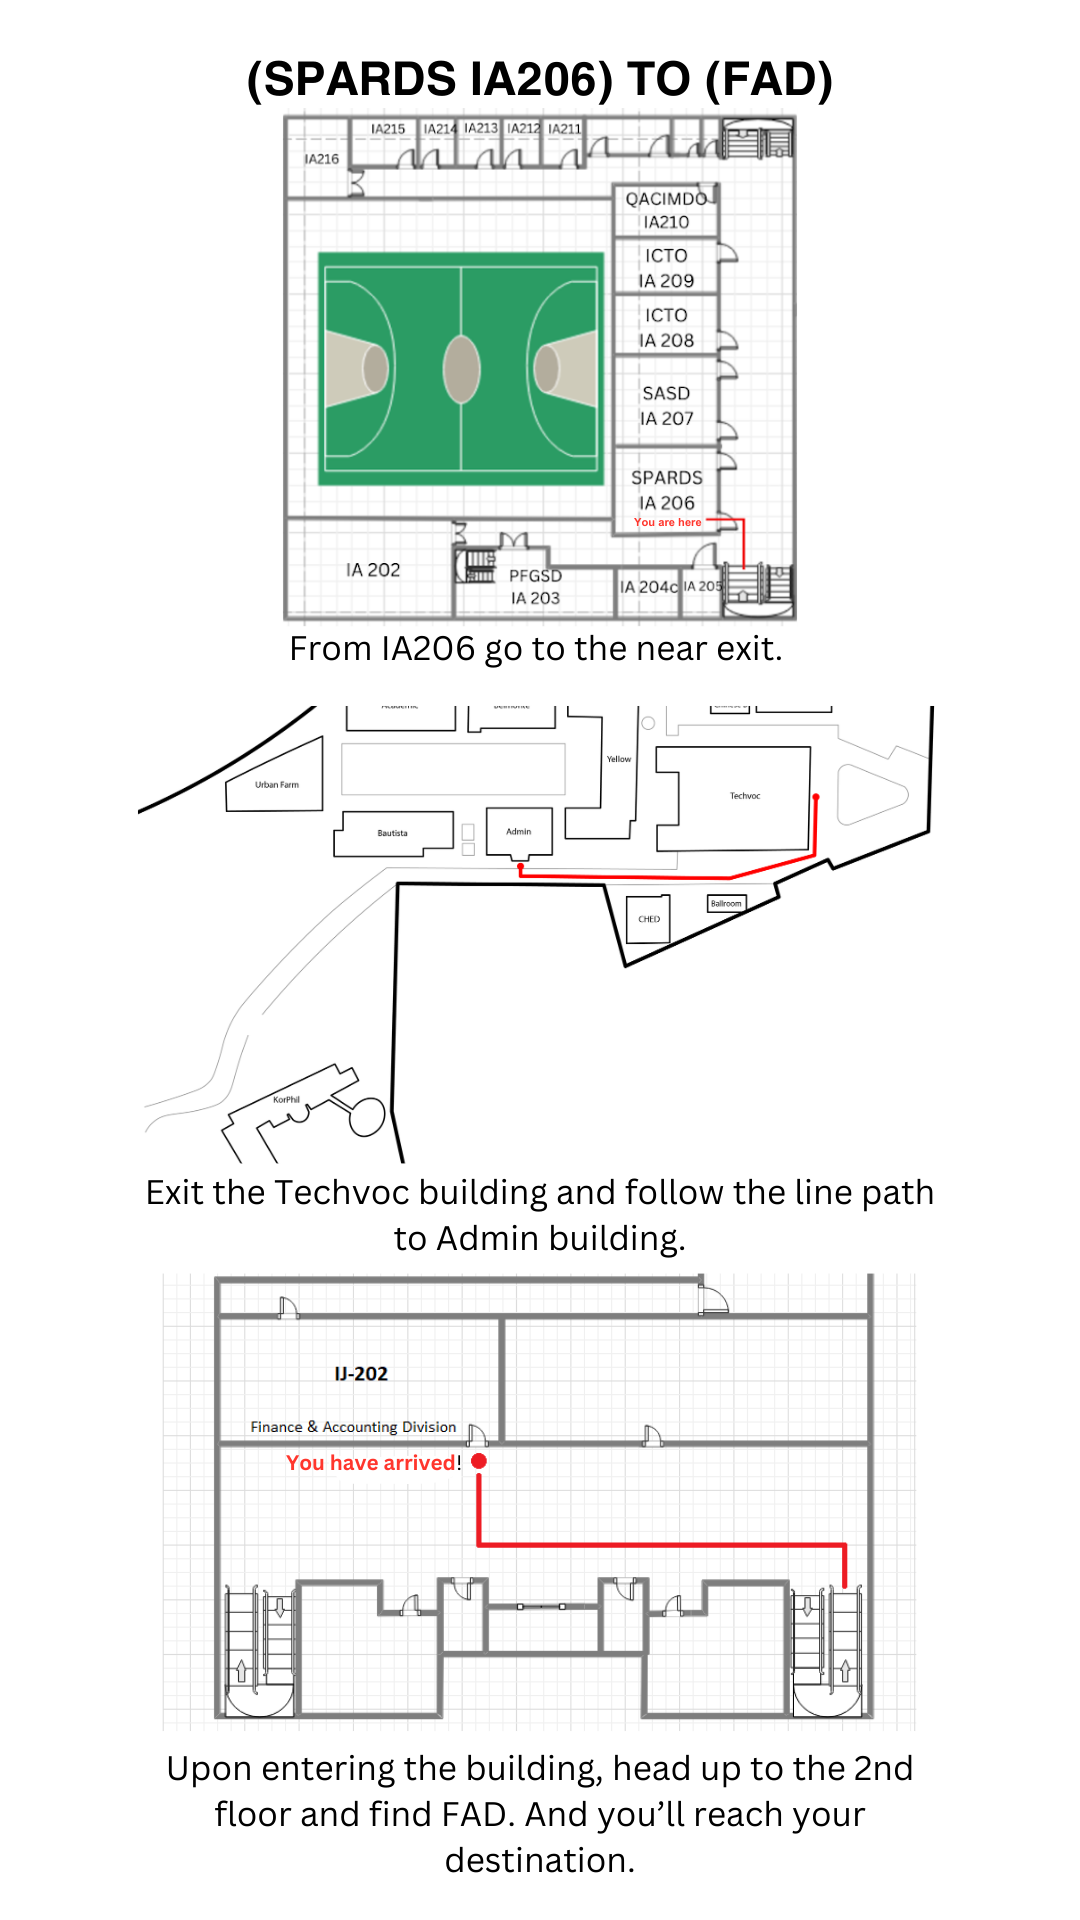 (SPARDS IA206) TO (FAD)
IA215
IA214
IA213
IA212
IA211
IA216
QACIMDO
IA210
ICTO
IA 209
ICTO
IA 208
SASD
IA 207
SPARDS
IA 206
You are here
IA 202
PFGSD
IA 203
IA 204c
IA 205
From IA206 go to the near exit.
Academic
Belmonte
Yellow
Urban Farm
Techvoc
Bautista
Admin
CHED
Ballroom
KorPhil
Exit the Techvoc building and follow the line path
to Admin building.
IJ-202
Finance & Accounting Division
You have arrived!
Upon entering the building, head up to the 2nd
floor and find FAD. And you’ll reach your
destination.